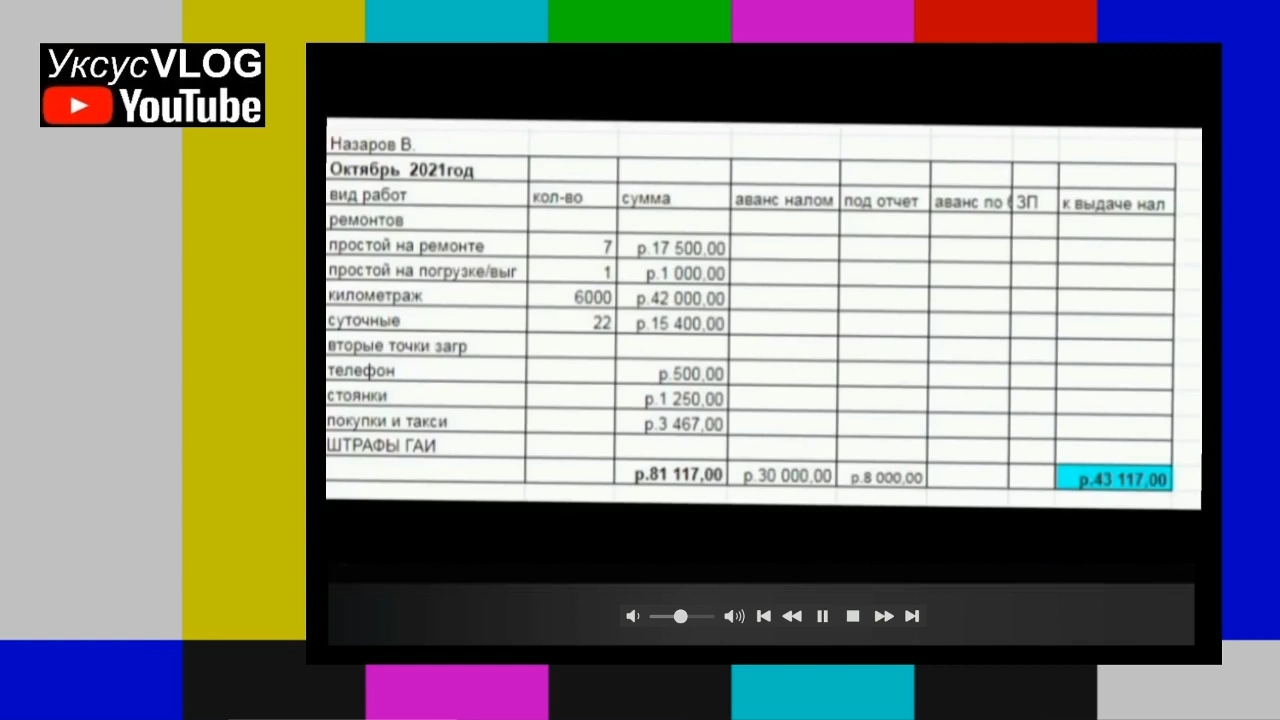 УксусVLOG
YouTube
Назаров В.
Октябрь 2021год
вид работ кол-во сумма аванс налом под отчет аванс по ЗП к выдаче нал
ремонтов
простой на ремонте 7 р.17 500,00
простой на погрузке/выг 1 р.1 000,00
километраж 6000 р.42 000,00
суточные 22 р.15 400,00
вторые точки загр
телефон р.500,00
стоянки р.1 250,00
покупки и такси р.3 467,00
ШТРАФЫ ГАИ
р.81 117,00 р.30 000,00 р.8 000,00 р.43 117,00